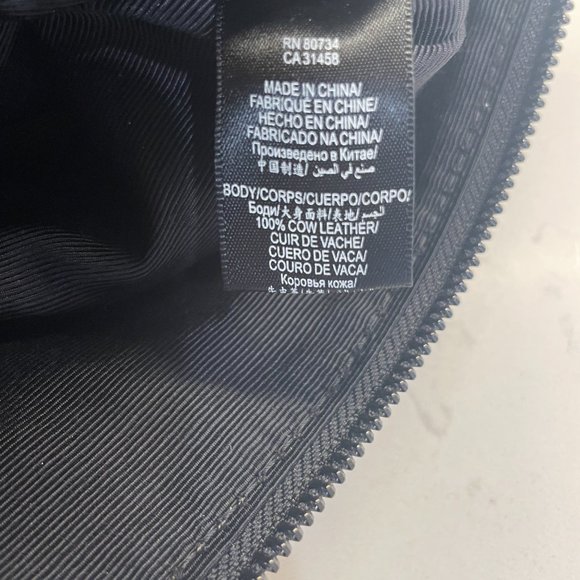 RN 80734
CA 31458
MADE IN CHINA/
FABRIQUÉ EN CHINE/
HECHO EN CHINA/
FABRICADO NA CHINA/
Произведено в Китае/
中国制造/ صنع في الصين/
BODY/CORPS/CUERPO/CORPO/
Боди/大身面料/表地/ الجسم/
100% COW LEATHER/
CUIR DE VACHE/
CUERO DE VACA/
COURO DE VACA/
Коровья кожа/